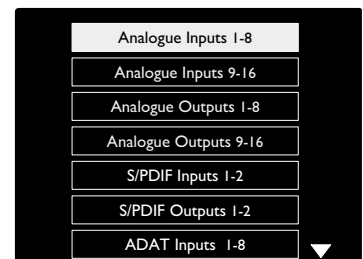 Analogue Inputs 1-8
Analogue Inputs 9-16
Analogue Outputs 1-8
Analogue Outputs 9-16
S/PDIF Inputs 1-2
S/PDIF Outputs 1-2
ADAT Inputs 1-8